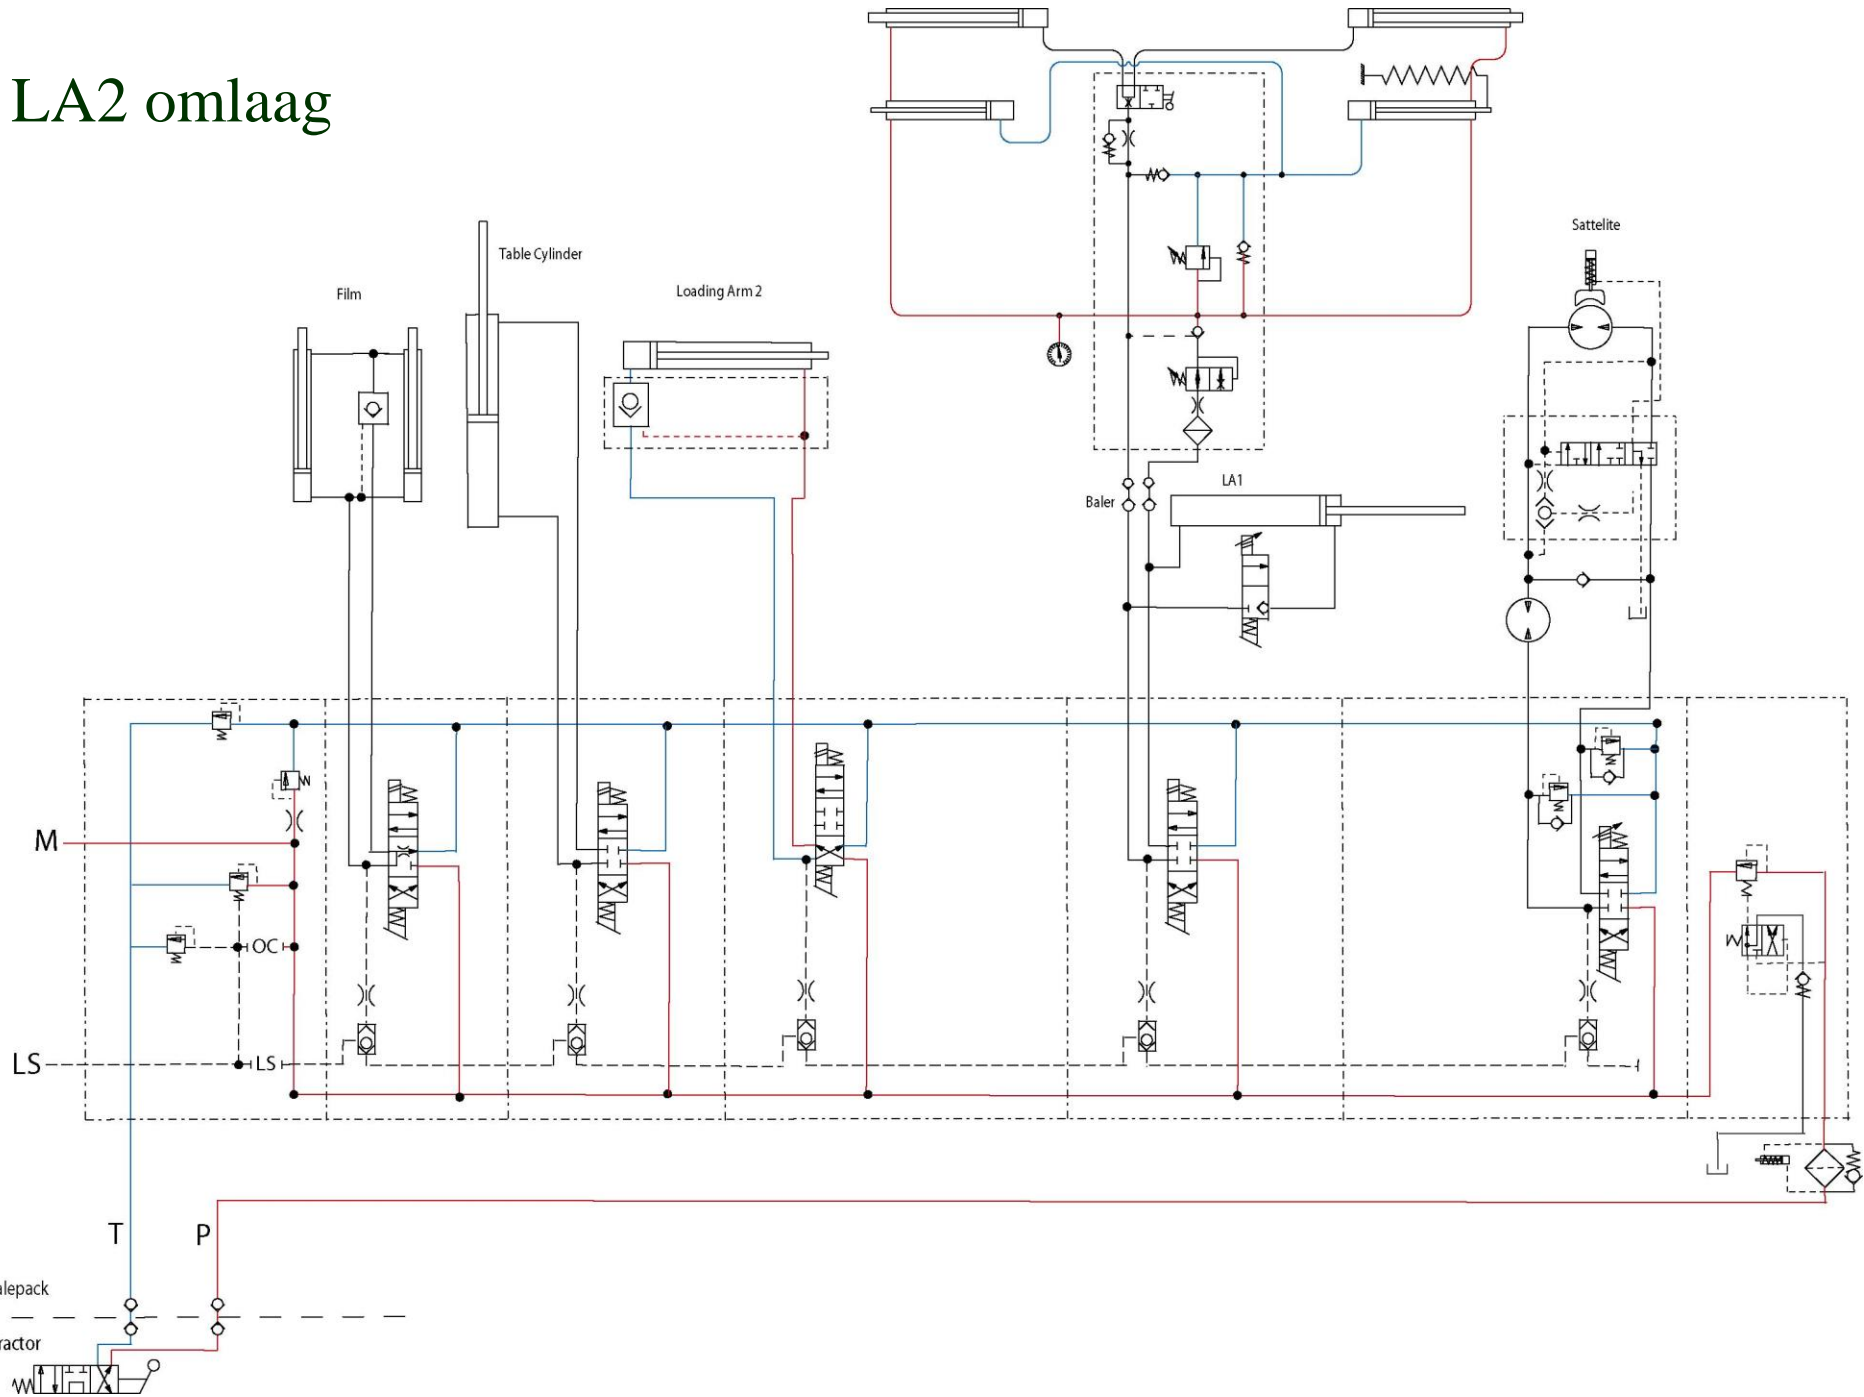 LA2 omlaag
Sattelite
Table Cylinder
Film
Loading Arm 2
LA1
Baler
M
OC
LS
LS
T
P
alepack
ractor